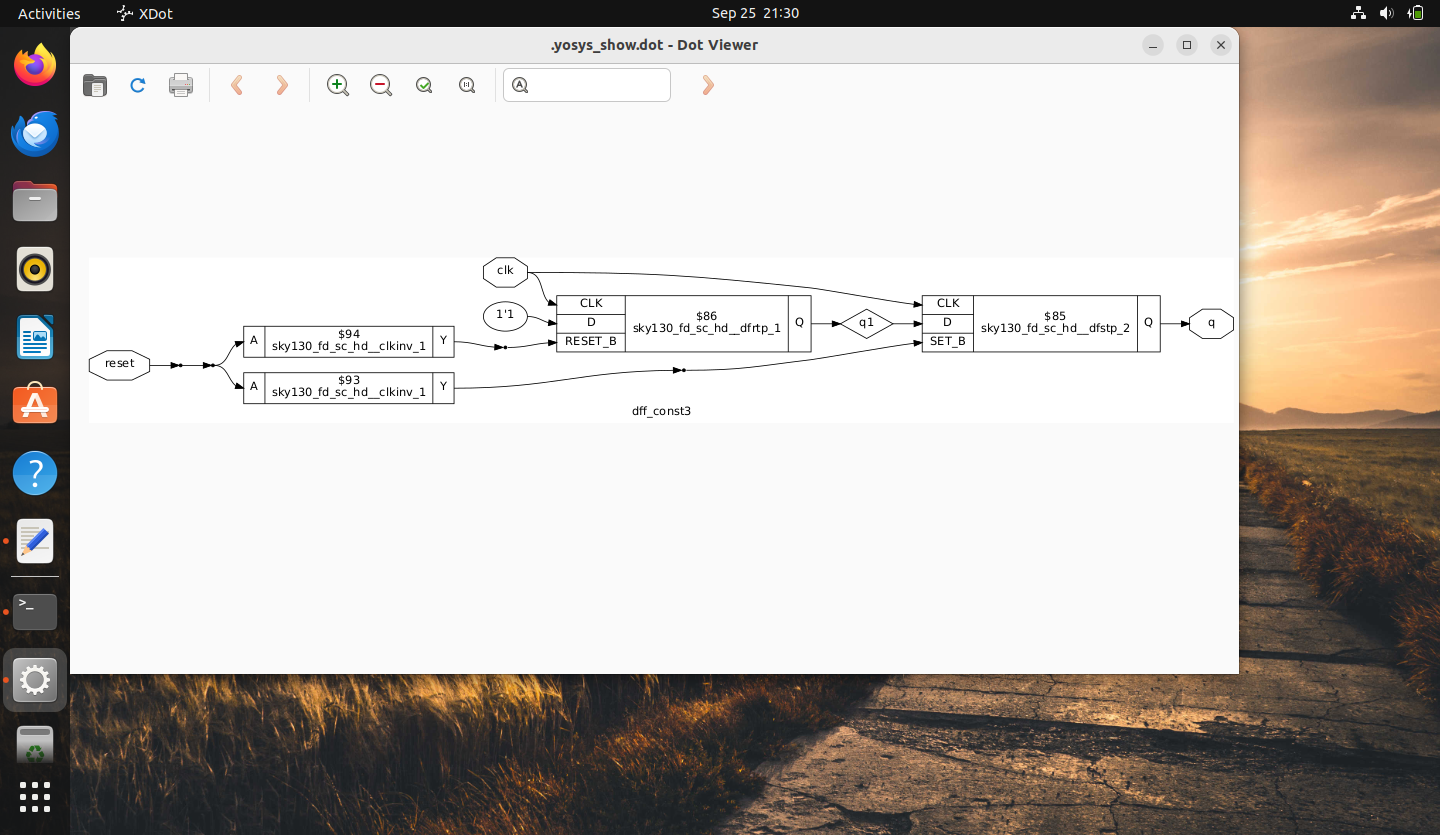 Activities
XDot
Sep 25 21:30
.yosys_show.dot - Dot Viewer
clk
1'1
CLK
D
RESET_B
$86
sky130_fd_sc_hd__dfrtp_1
Q
q1
CLK
D
SET_B
$85
sky130_fd_sc_hd__dfstp_2
Q
q
reset
A
$94
sky130_fd_sc_hd__clkinv_1
Y
A
$93
sky130_fd_sc_hd__clkinv_1
Y
dff_const3